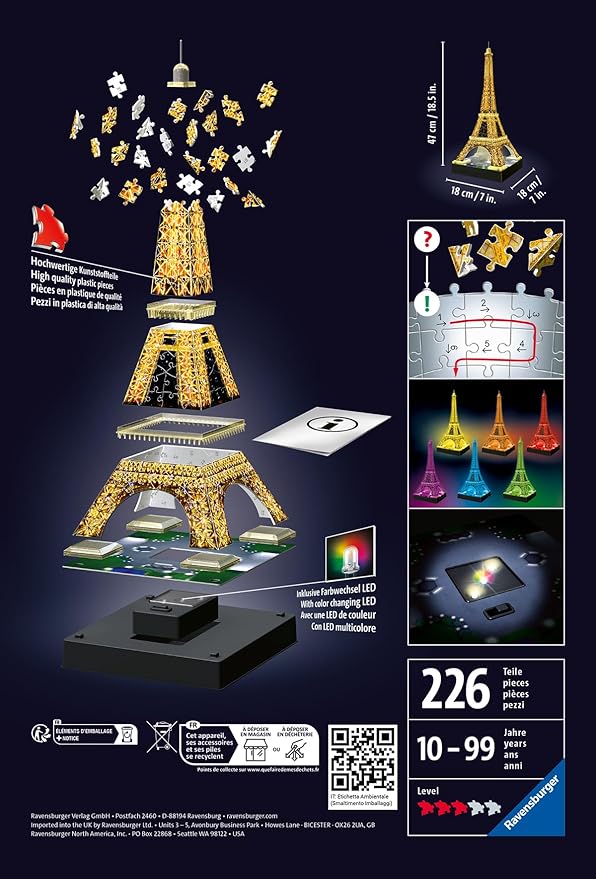 47 cm / 18.5 in.
18 cm / 7 in.
18 cm /
7 in.
Hochwertige Kunststoffteile
High quality plastic pieces
Pièces en plastique de qualité
Pezzi in plastica di alta qualità
?
!
1
2
3
4
5
6
i
Inklusive Farbwechsel LED
With color changing LED
Avec une LED de couleur
Con LED multicolore
226
Teile
pieces
pièces
pezzi
10 – 99
Jahre
years
ans
anni
Level
Ravensburger
FR
ÉLÉMENTS D'EMBALLAGE
+ NOTICE
FR
Cet appareil,
ses accessoires
et ses piles
se recyclent
À DÉPOSER
EN MAGASIN
OU
À DÉPOSER
EN DÉCHÈTERIE
Points de collecte sur www.quefairedemesdechets.fr
IT: Etichetta Ambientale
(Smaltimento Imballaggi)
Ravensburger Verlag GmbH • Postfach 2460 • D-88194 Ravensburg • ravensburger.com
Imported into the UK by Ravensburger Ltd. • Units 3 – 5, Avonbury Business Park • Howes Lane · BICESTER · OX26 2UA, GB
Ravensburger North America, Inc. • PO Box 22868 • Seattle WA 98122 • USA